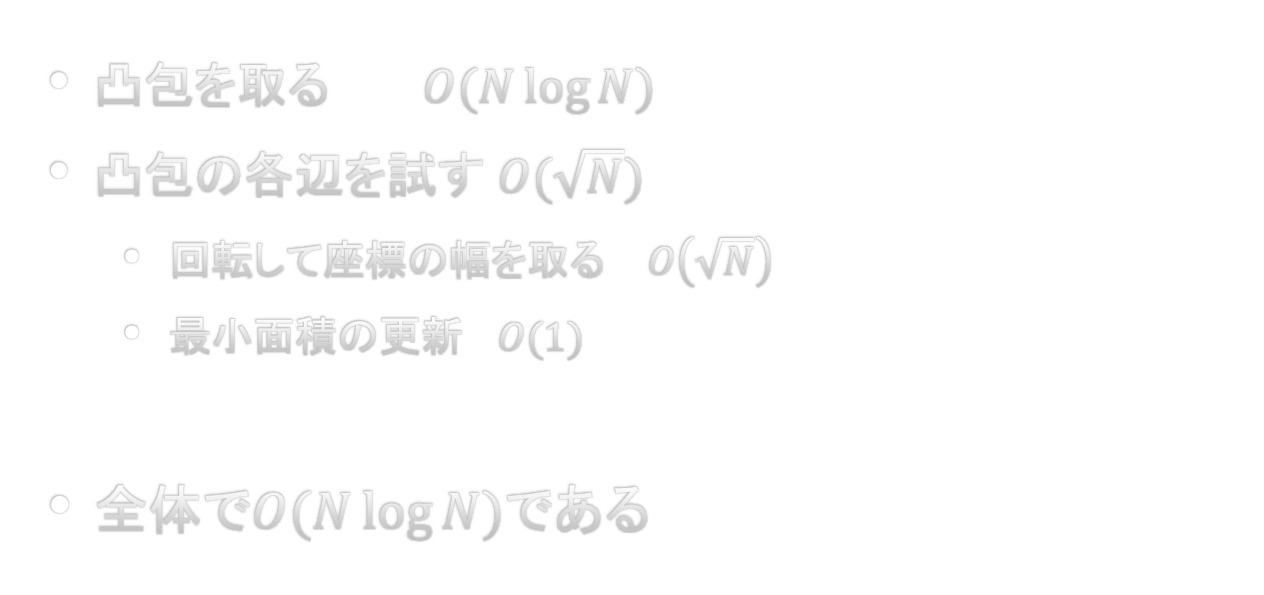 凸包を取る O(N log N)
凸包の各辺を試す O(√N)
回転して座標の幅を取る O(√N)
最小面積の更新 O(1)
全体でO(N log N)である